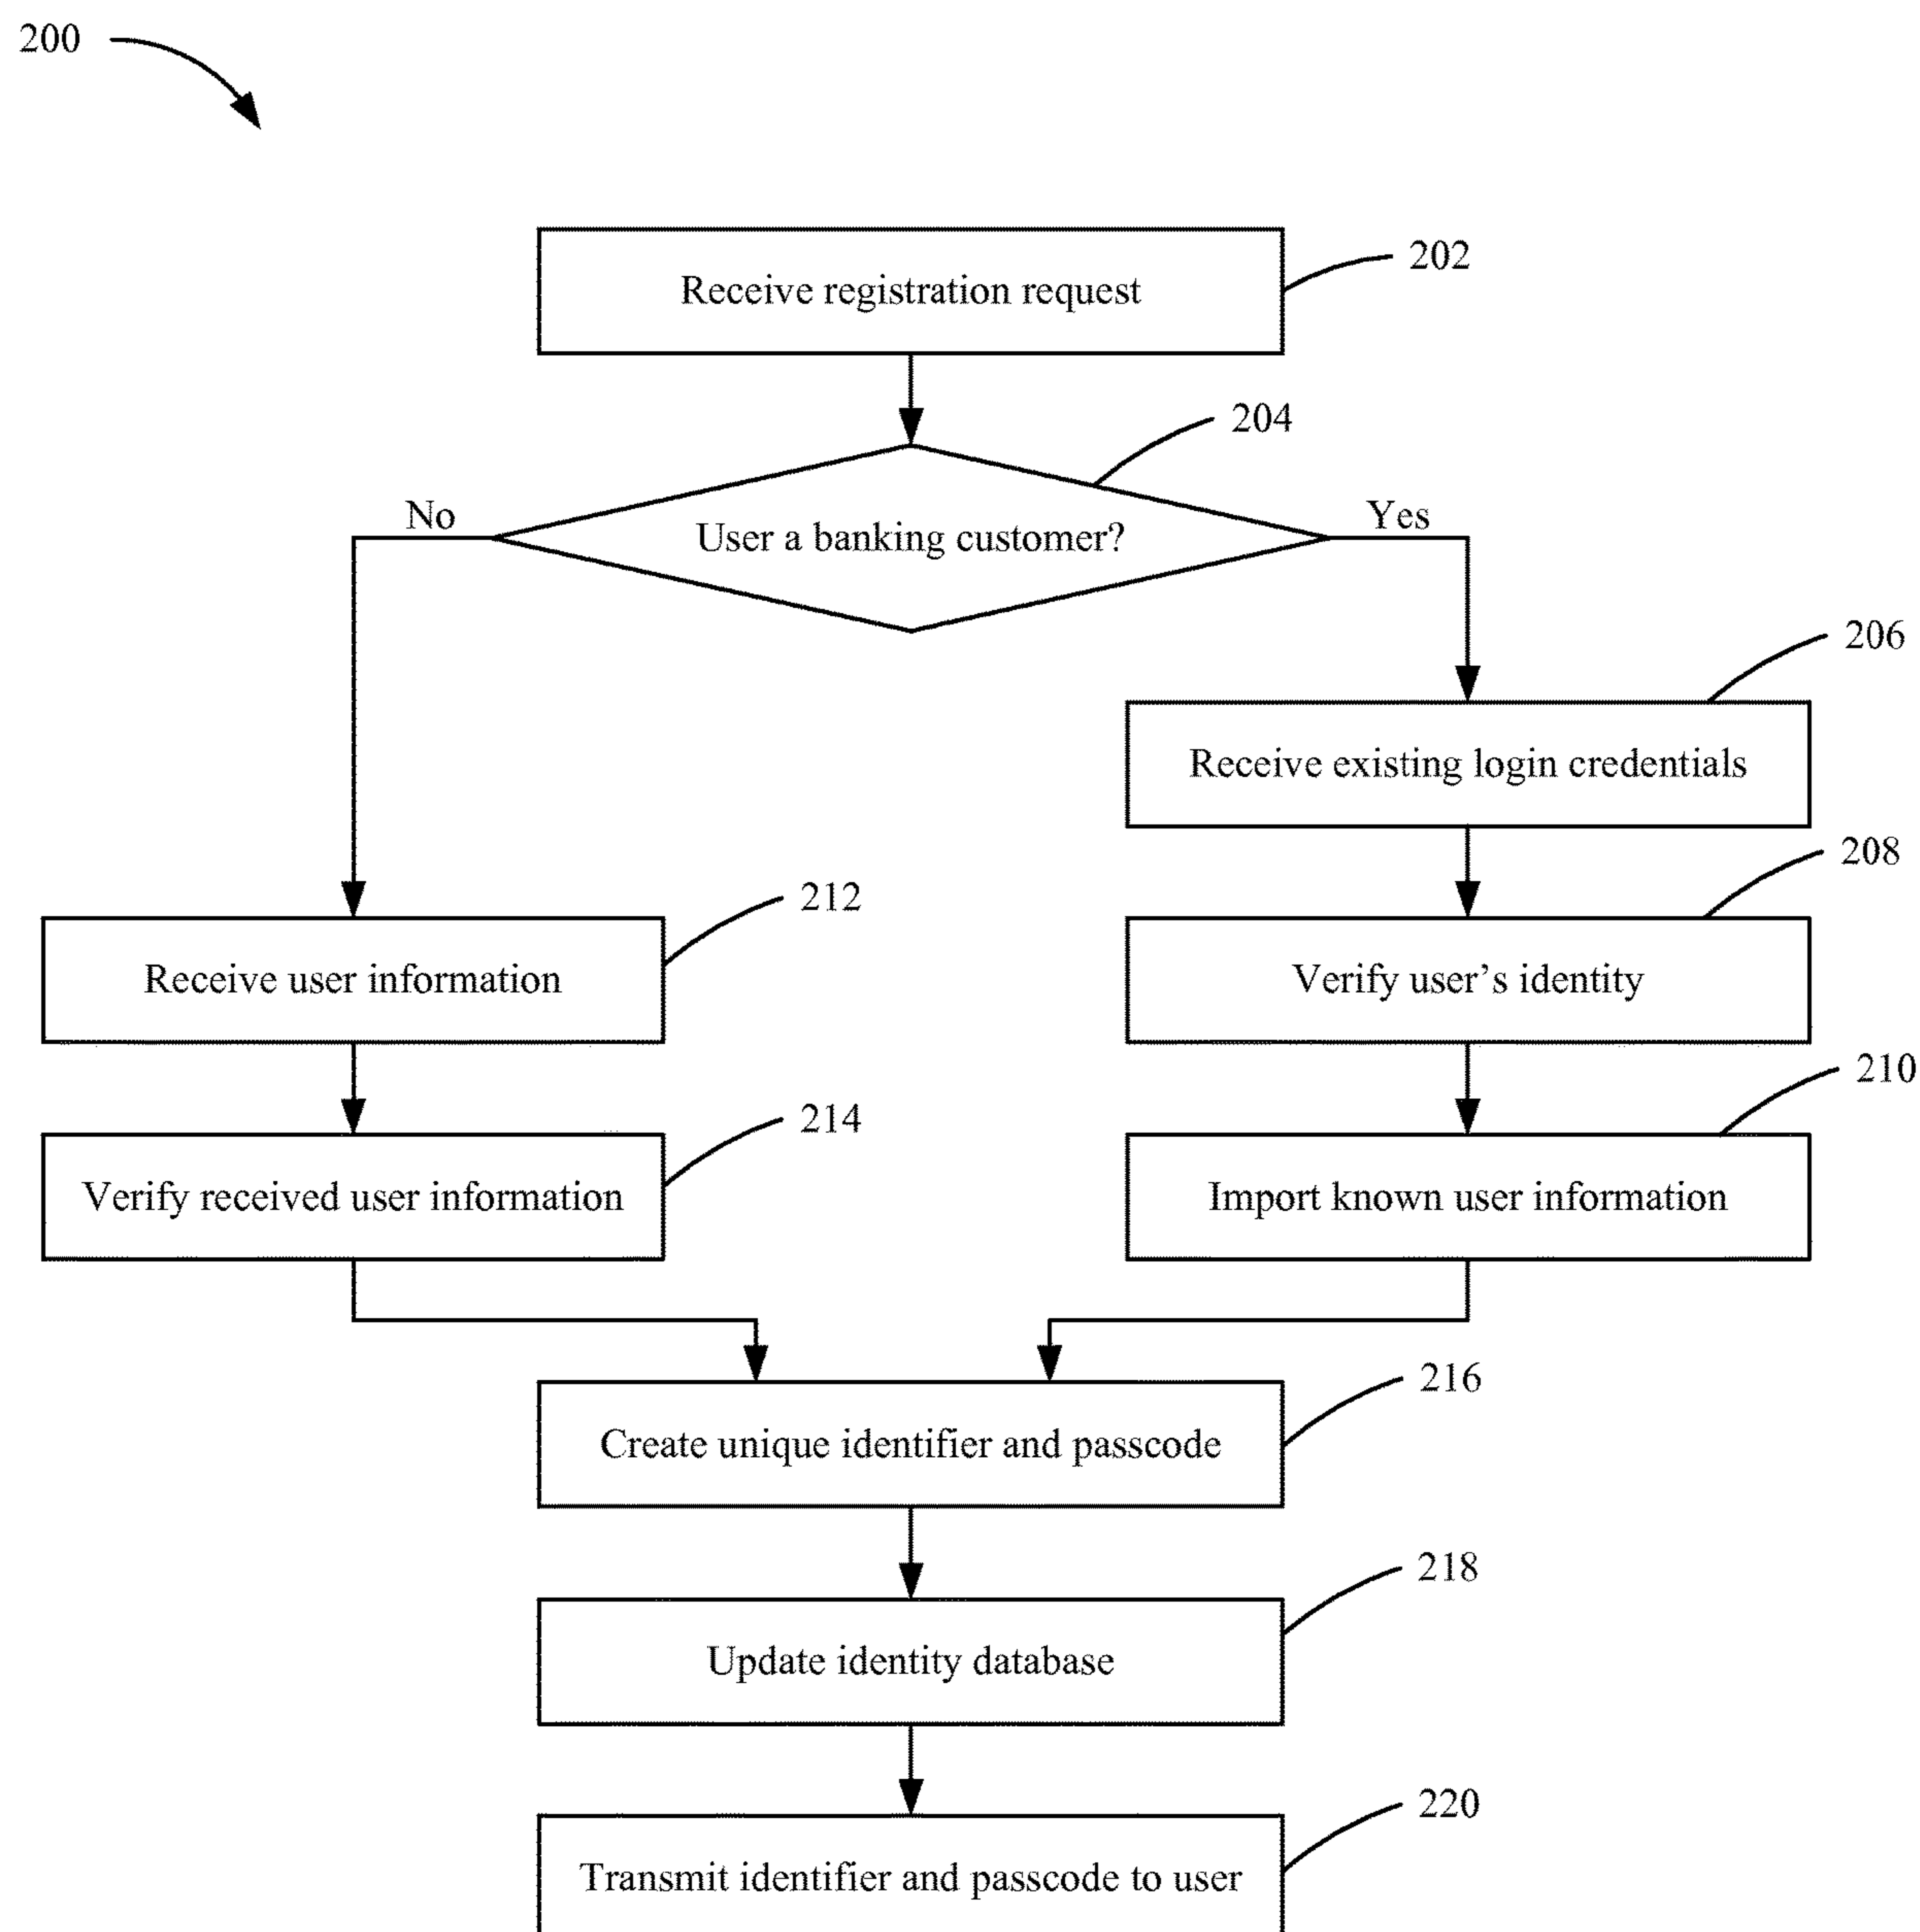 200
Receive registration request
202
204
User a banking customer?
No
Yes
206
Receive existing login credentials
208
212
Receive user information
Verify user’s identity
210
214
Verify received user information
Import known user information
216
Create unique identifier and passcode
218
Update identity database
220
Transmit identifier and passcode to user